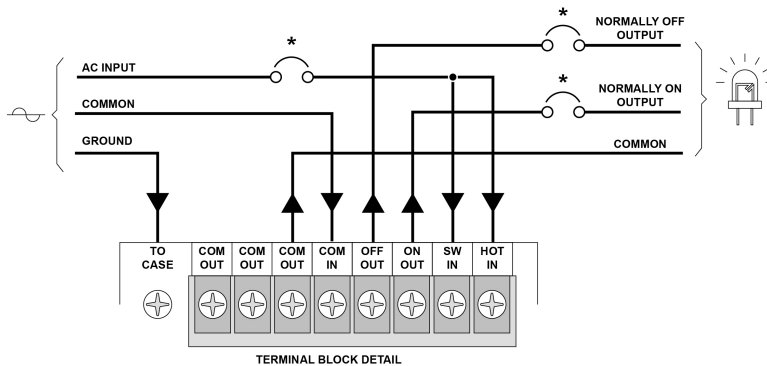 NORMALLY OFF
OUTPUT
*
*
AC INPUT
*
NORMALLY ON
OUTPUT
COMMON
GROUND
COMMON
TO
CASE
COM
OUT
COM
OUT
COM
OUT
COM
IN
OFF
OUT
ON
OUT
SW
IN
HOT
IN
TERMINAL BLOCK DETAIL